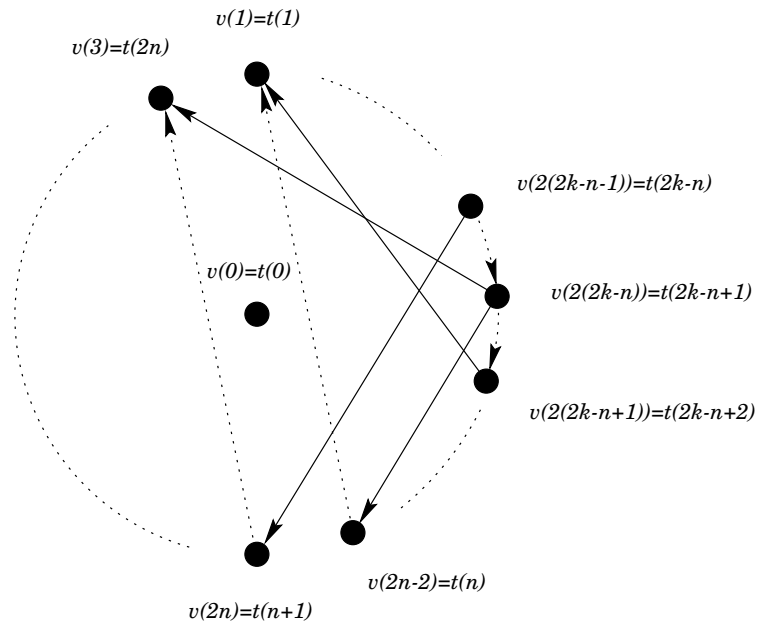 v(1)=t(1)
v(3)=t(2n)
v(2(2k-n-1))=t(2k-n)
v(0)=t(0)
v(2(2k-n))=t(2k-n+1)
v(2(2k-n+1))=t(2k-n+2)
v(2n-2)=t(n)
v(2n)=t(n+1)